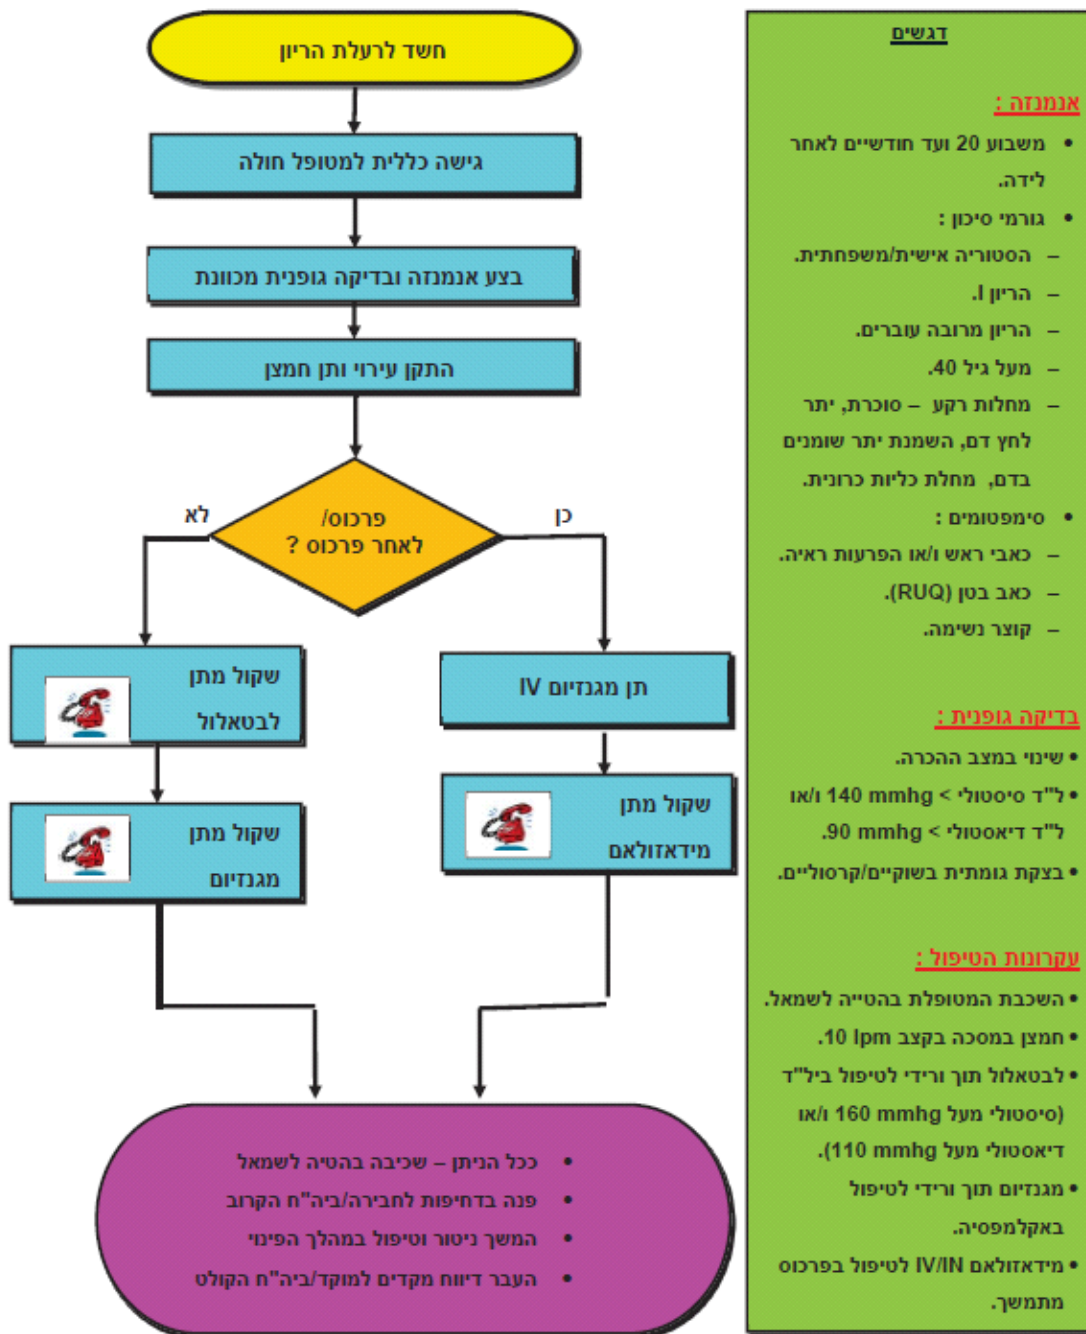 חשד לרעלת הריון
גישה כללית למטופל חולה
בצע אנמנזה ובדיקה גופנית מכוונת
התקן עירוי ותן חמצן
פרכוס/
לאחר פרכוס ?
כן
לא
תן מגנזיום IV
שקול מתן
מידאזולאם
שקול מתן
לבטאלול
שקול מתן
מגנזיום
• ככל הניתן – שכיבה בהטיה לשמאל
• פנה בדחיפות לחבירה/ביה"ח הקרוב
• המשך ניטור וטיפול במהלך הפינוי
• העבר דיווח מקדים למוקד/ביה"ח הקולט
דגשים
אנמנזה :
• משבוע 20 ועד חודשיים לאחר
לידה.
• גורמי סיכון :
– הסטוריה אישית/משפחתית.
– הריון I.
– הריון מרובה עוברים.
– מעל גיל 40.
– מחלות רקע – סוכרת, יתר
לחץ דם, השמנת יתר שומנים
בדם, מחלת כליות כרונית.
• סימפטומים :
– כאבי ראש ו/או הפרעות ראיה.
– כאב בטן (RUQ).
– קוצר נשימה.
בדיקה גופנית :
• שינוי במצב ההכרה.
• ל"ד סיסטולי > 140 mmhg ו/או
ל"ד דיאסטולי > 90 mmhg.
• בצקת גומתית בשוקיים/קרסוליים.
עקרונות הטיפול :
• השכבת המטופלת בהטייה לשמאל.
• חמצן במסכה בקצב 10 lpm.
• לבטאלול תוך ורידי לטיפול ביל"ד
(סיסטולי מעל 160 mmhg ו/או
דיאסטולי מעל 110 mmhg).
• מגנזיום תוך ורידי לטיפול
באקלמפסיה.
• מידאזולאם IV/IN לטיפול בפרכוס
מתמשך.